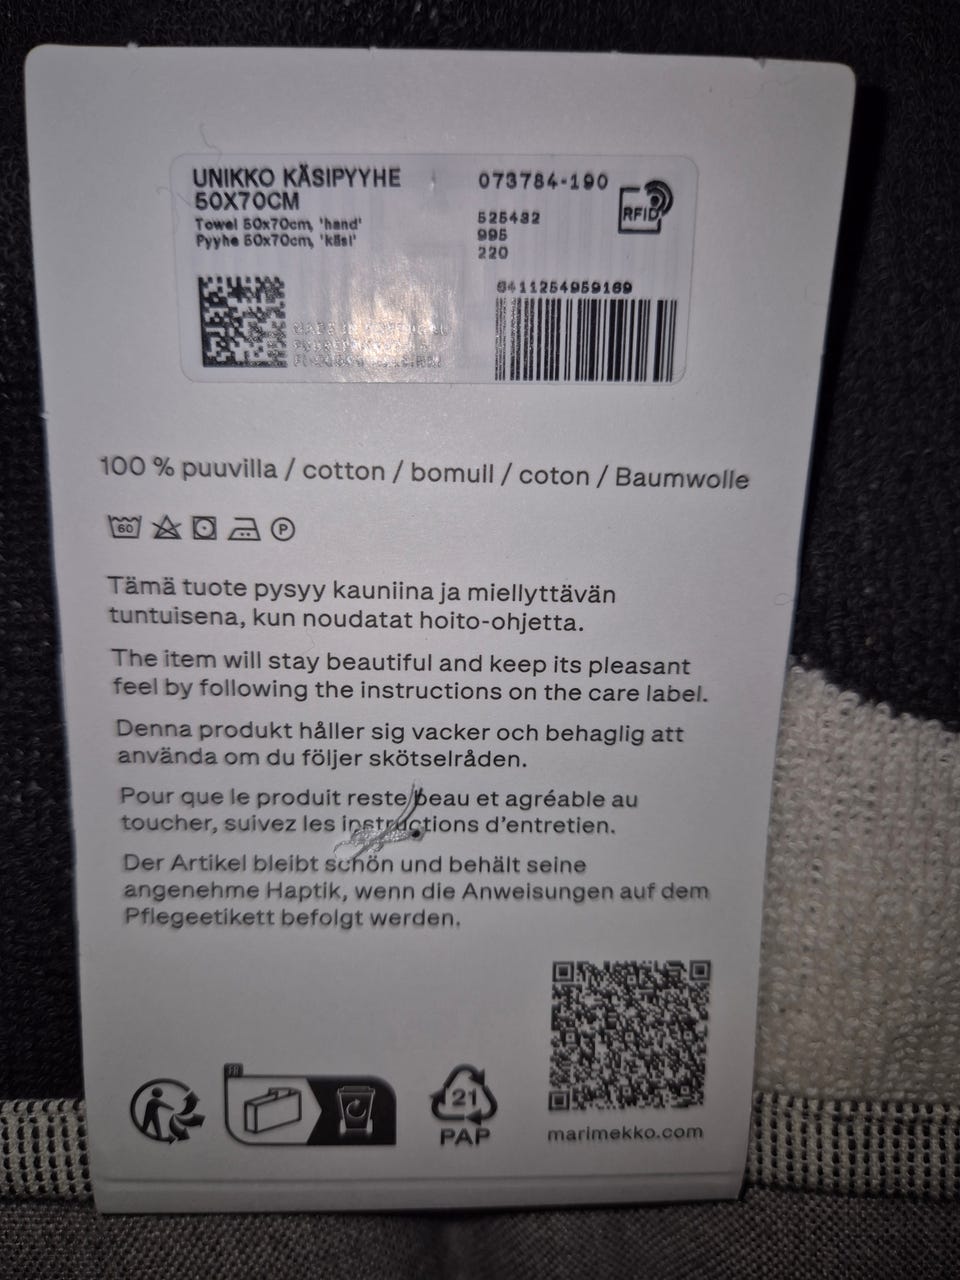 UNIKKO KÄSIPYYHE
50X70CM
Towel 50x70cm, 'hand'
Pyyhe 50x70cm, 'käsi'
073784-190
525432
995
220
RFID
6411254959169
MADE IN PORTUGAL
100 % puuvilla / cotton / bomull / coton / Baumwolle
60
P
Tämä tuote pysyy kauniina ja miellyttävän
tuntuisena, kun noudatat hoito-ohjetta.
The item will stay beautiful and keep its pleasant
feel by following the instructions on the care label.
Denna produkt håller sig vacker och behaglig att
använda om du följer skötselråden.
Pour que le produit reste beau et agréable au
toucher, suivez les instructions d'entretien.
Der Artikel bleibt schön und behält seine
angenehme Haptik, wenn die Anweisungen auf dem
Pflegeetikett befolgt werden.
FR
21
PAP
marimekko.com